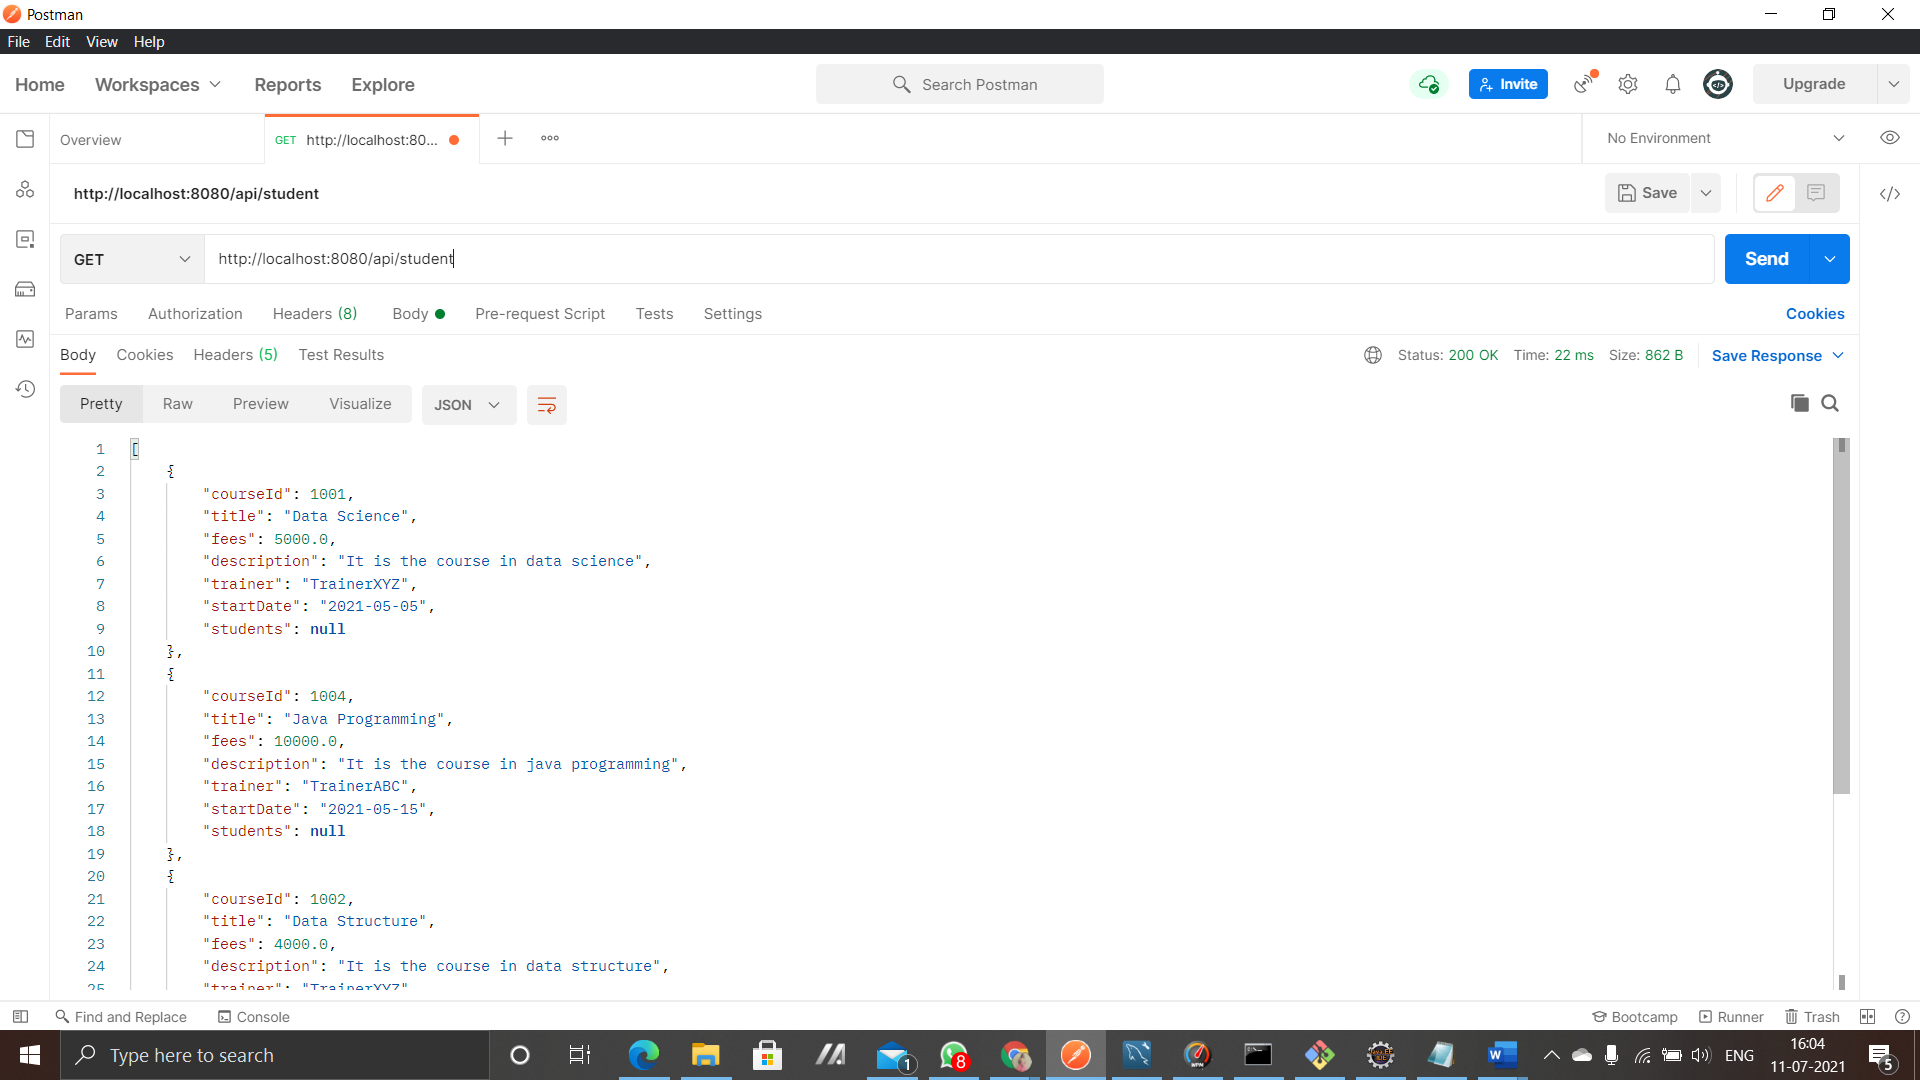 Postman
File Edit View Help
Home Workspaces Reports Explore Search Postman Invite Upgrade
Overview GET http://localhost:80... No Environment
http://localhost:8080/api/student Save
GET http://localhost:8080/api/student Send
Params Authorization Headers (8) Body Pre-request Script Tests Settings Cookies
Body Cookies Headers (5) Test Results Status: 200 OK Time: 22 ms Size: 862 B Save Response
Pretty Raw Preview Visualize JSON
1 [
2 {
3 "courseId": 1001,
4 "title": "Data Science",
5 "fees": 5000.0,
6 "description": "It is the course in data science",
7 "trainer": "TrainerXYZ",
8 "startDate": "2021-05-05",
9 "students": null
10 },
11 {
12 "courseId": 1004,
13 "title": "Java Programming",
14 "fees": 10000.0,
15 "description": "It is the course in java programming",
16 "trainer": "TrainerABC",
17 "startDate": "2021-05-15",
18 "students": null
19 },
20 {
21 "courseId": 1002,
22 "title": "Data Structure",
23 "fees": 4000.0,
24 "description": "It is the course in data structure",
25 "trainer": "TrainerXYZ"
Find and Replace Console Bootcamp Runner Trash
Type here to search 1 8 ENG 16:04 5
11-07-2021